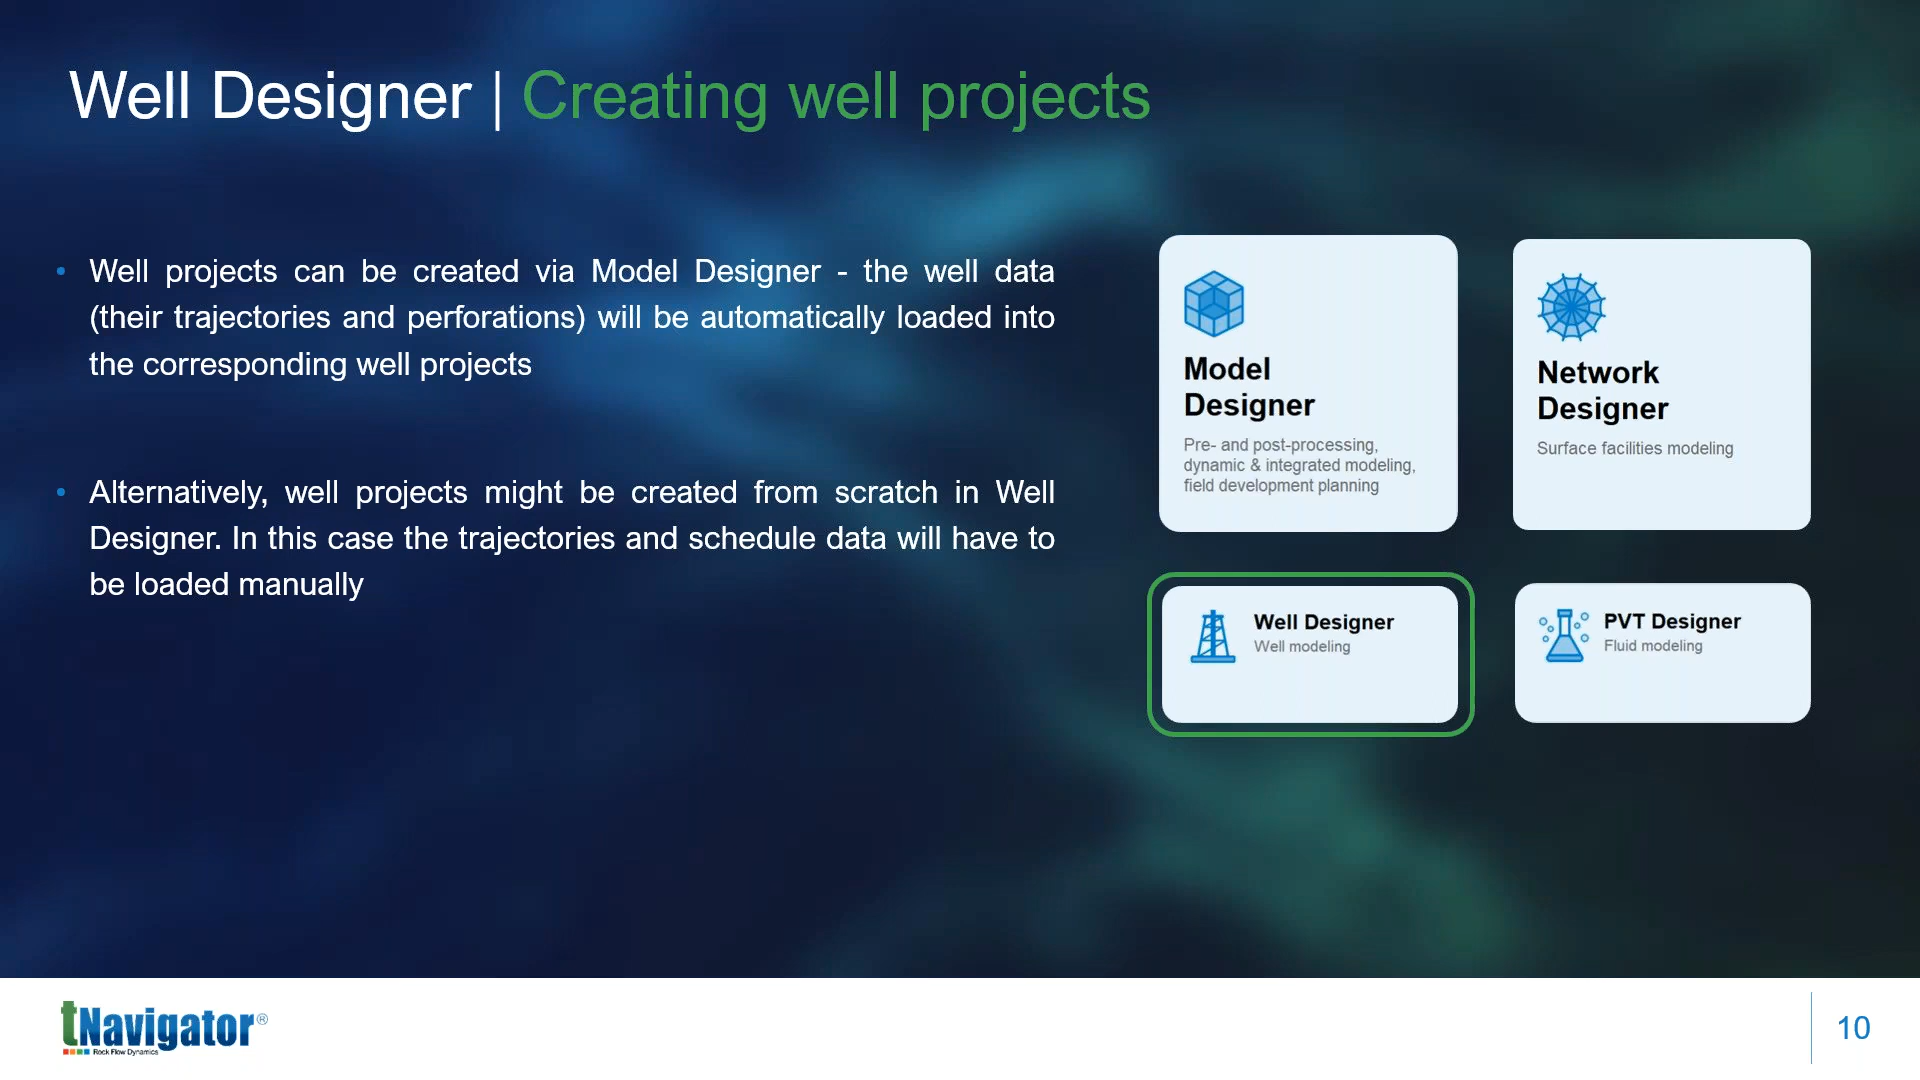 Well Designer | Creating well projects
• Well projects can be created via Model Designer - the well data
(their trajectories and perforations) will be automatically loaded into
the corresponding well projects
• Alternatively, well projects might be created from scratch in Well
Designer. In this case the trajectories and schedule data will have to
be loaded manually
Model
Designer
Pre- and post-processing,
dynamic & integrated modeling,
field development planning
Network
Designer
Surface facilities modeling
Well Designer
Well modeling
PVT Designer
Fluid modeling
tNavigator®
Rock Flow Dynamics
10